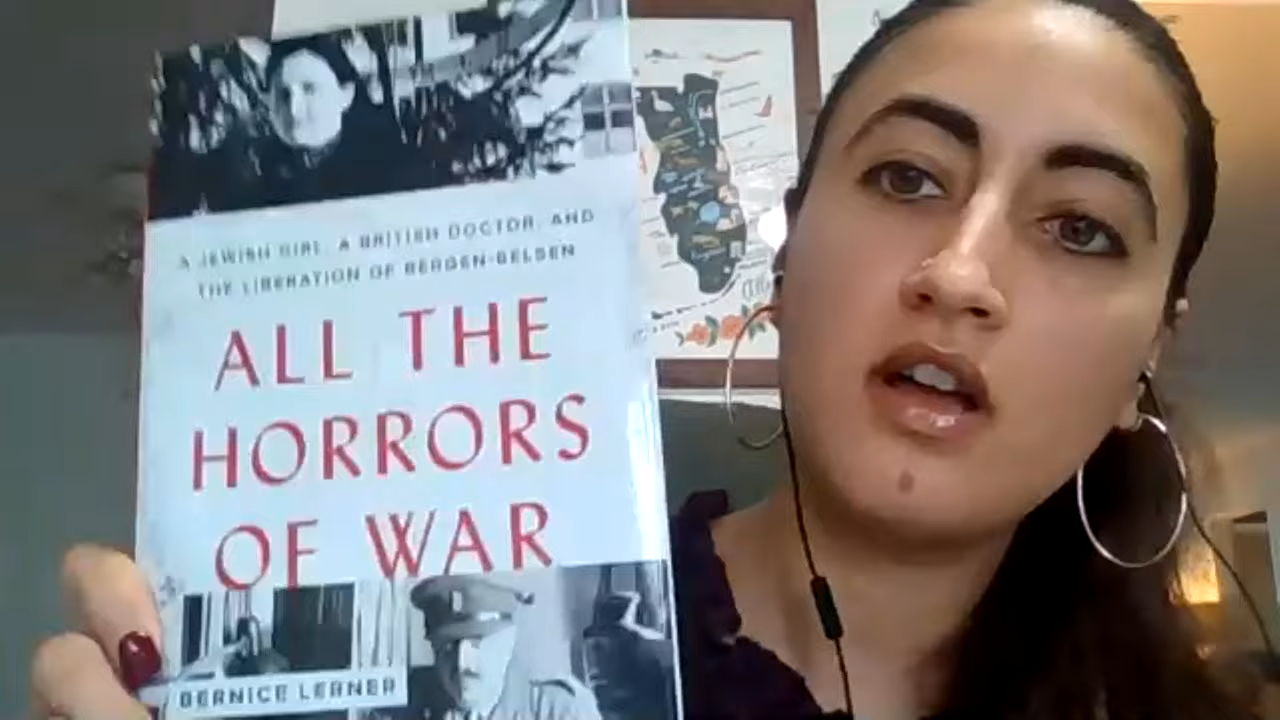 A JEWISH GIRL, A BRITISH DOCTOR, AND
THE LIBERATION OF BERGEN-BELSEN
ALL THE
HORRORS
OF WAR
BERNICE LERNER